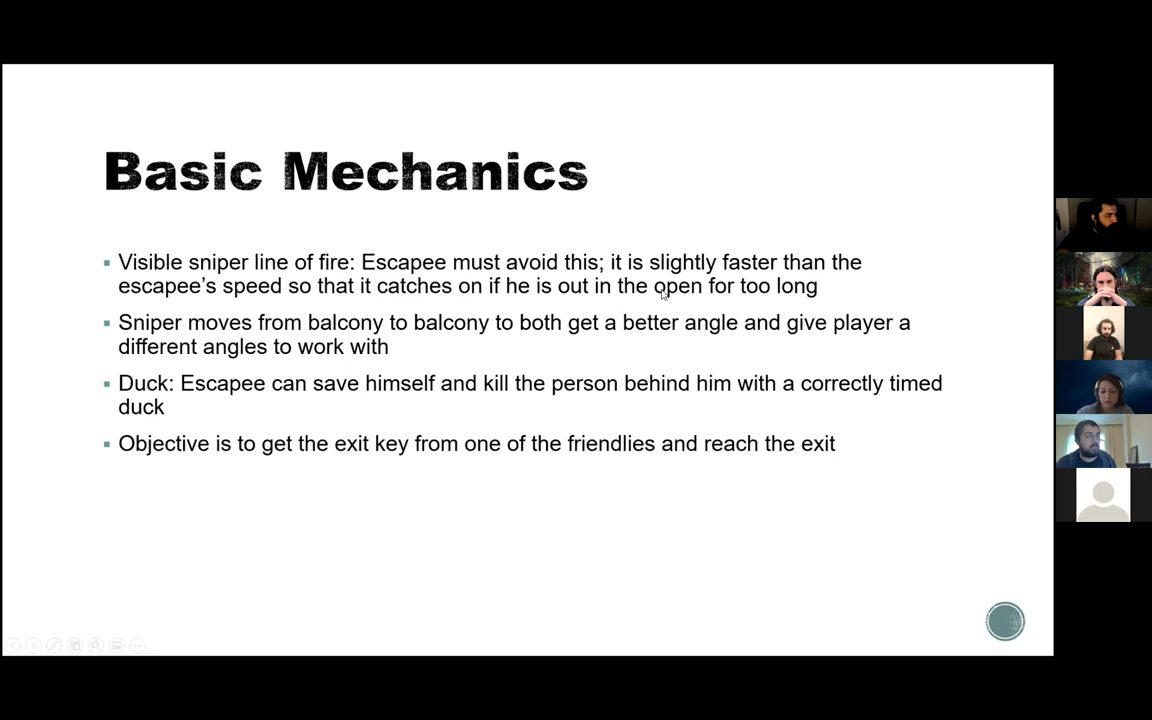 Basic Mechanics
Visible sniper line of fire: Escapee must avoid this; it is slightly faster than the
escapee’s speed so that it catches on if he is out in the open for too long
Sniper moves from balcony to balcony to both get a better angle and give player a
different angles to work with
Duck: Escapee can save himself and kill the person behind him with a correctly timed
duck
Objective is to get the exit key from one of the friendlies and reach the exit